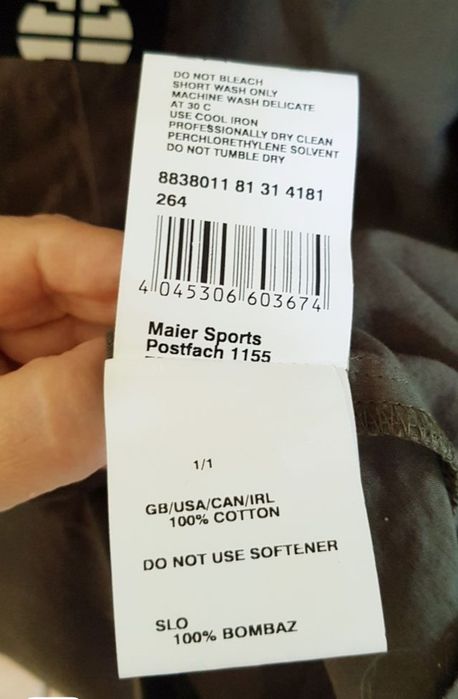 DO NOT BLEACH
SHORT WASH ONLY
MACHINE WASH DELICATE
AT 30 C
USE COOL IRON
PROFESSIONALLY DRY CLEAN
PERCHLORETHYLENE SOLVENT
DO NOT TUMBLE DRY
8838011 81 31 4181
264
4 045306 603674
Maier Sports
Postfach 1155
1/1
GB/USA/CAN/IRL
100% COTTON
DO NOT USE SOFTENER
SLO
100% BOMBAZ